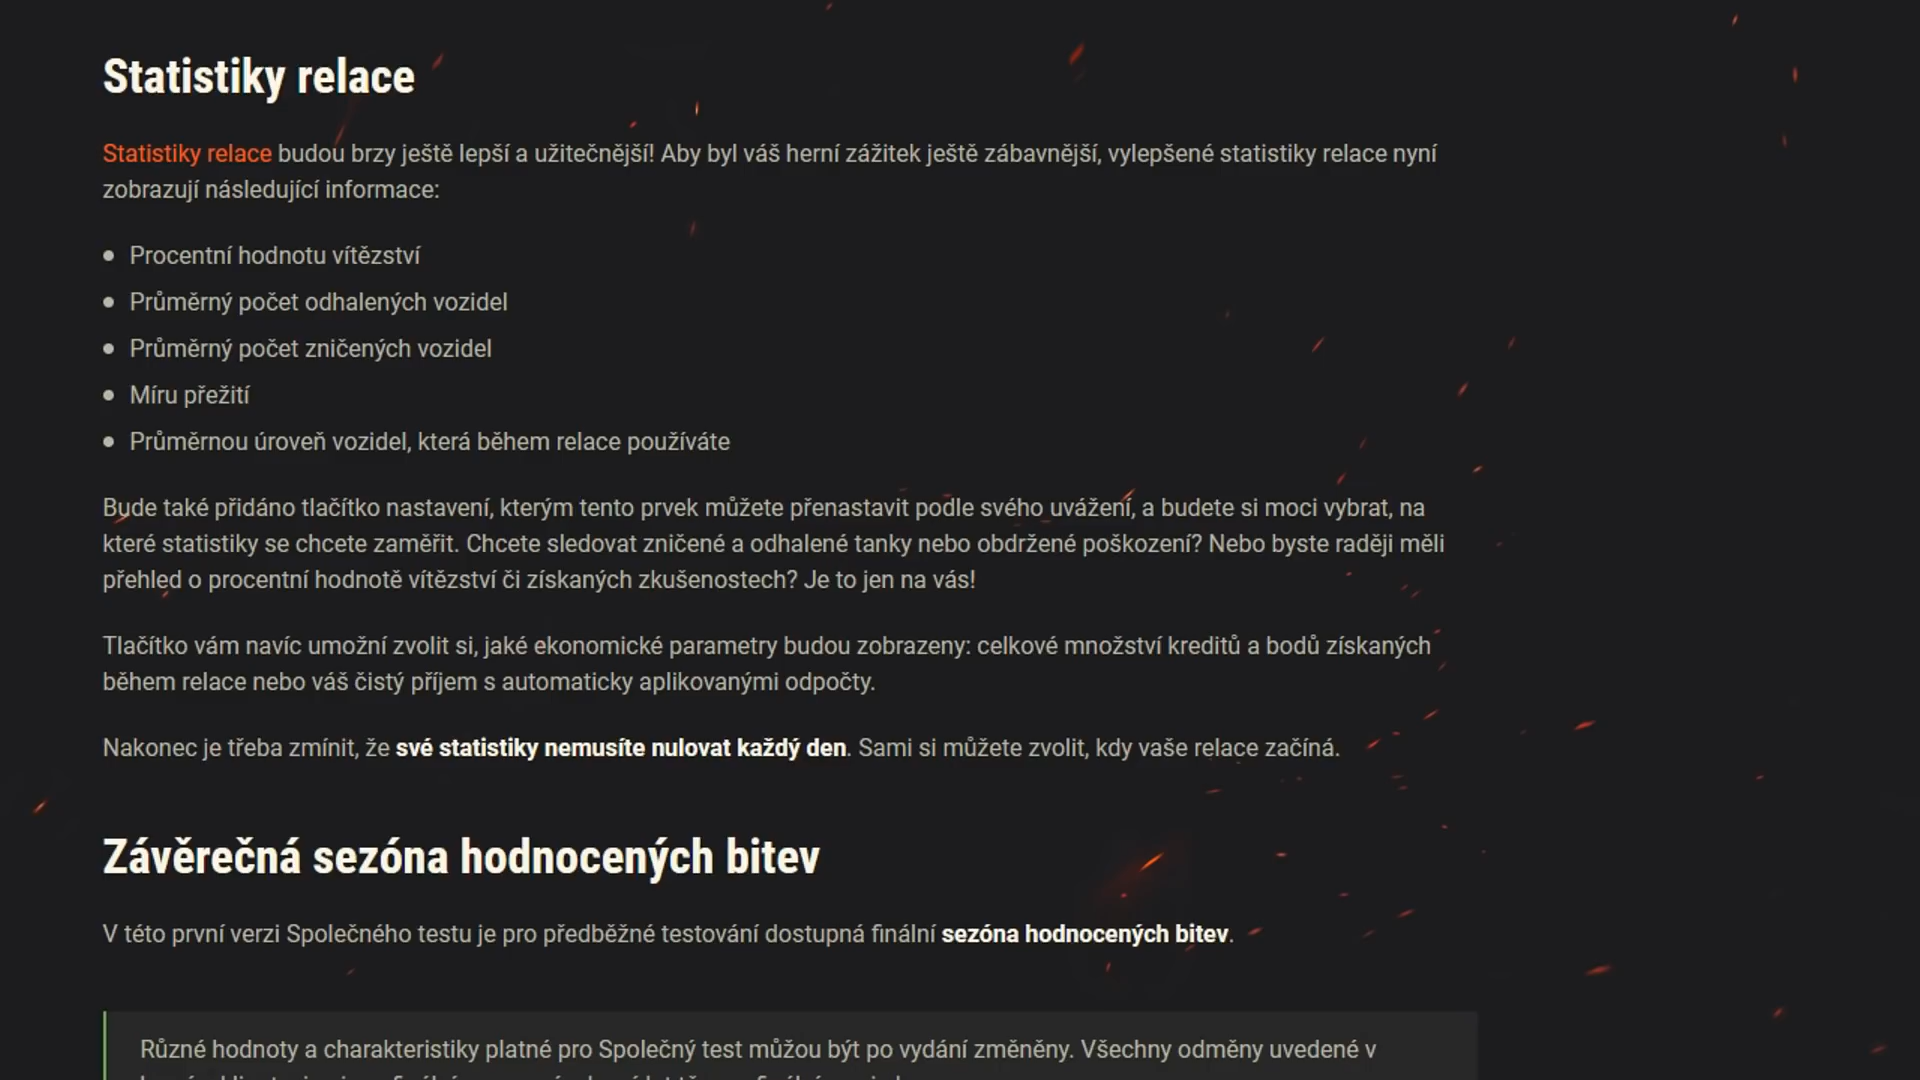 Statistiky relace
Statistiky relace budou brzy ještě lepší a užitečnější! Aby byl váš herní zážitek ještě zábavnější, vylepšené statistiky relace nyní
zobrazují následující informace:
Procentní hodnotu vítězství
Průměrný počet odhalených vozidel
Průměrný počet zničených vozidel
Míru přežití
Průměrnou úroveň vozidel, která během relace používáte
Bude také přidáno tlačítko nastavení, kterým tento prvek můžete přenastavit podle svého uvážení, a budete si moci vybrat, na
které statistiky se chcete zaměřit. Chcete sledovat zničené a odhalené tanky nebo obdržené poškození? Nebo byste raději měli
přehled o procentní hodnotě vítězství či získaných zkušenostech? Je to jen na vás!
Tlačítko vám navíc umožní zvolit si, jaké ekonomické parametry budou zobrazeny: celkové množství kreditů a bodů získaných
během relace nebo váš čistý příjem s automaticky aplikovanými odpočty.
Nakonec je třeba zmínit, že své statistiky nemusíte nulovat každý den. Sami si můžete zvolit, kdy vaše relace začíná.
Závěrečná sezóna hodnocených bitev
V této první verzi Společného testu je pro předběžné testování dostupná finální sezóna hodnocených bitev.
Různé hodnoty a charakteristiky platné pro Společný test můžou být po vydání změněny. Všechny odměny uvedené v